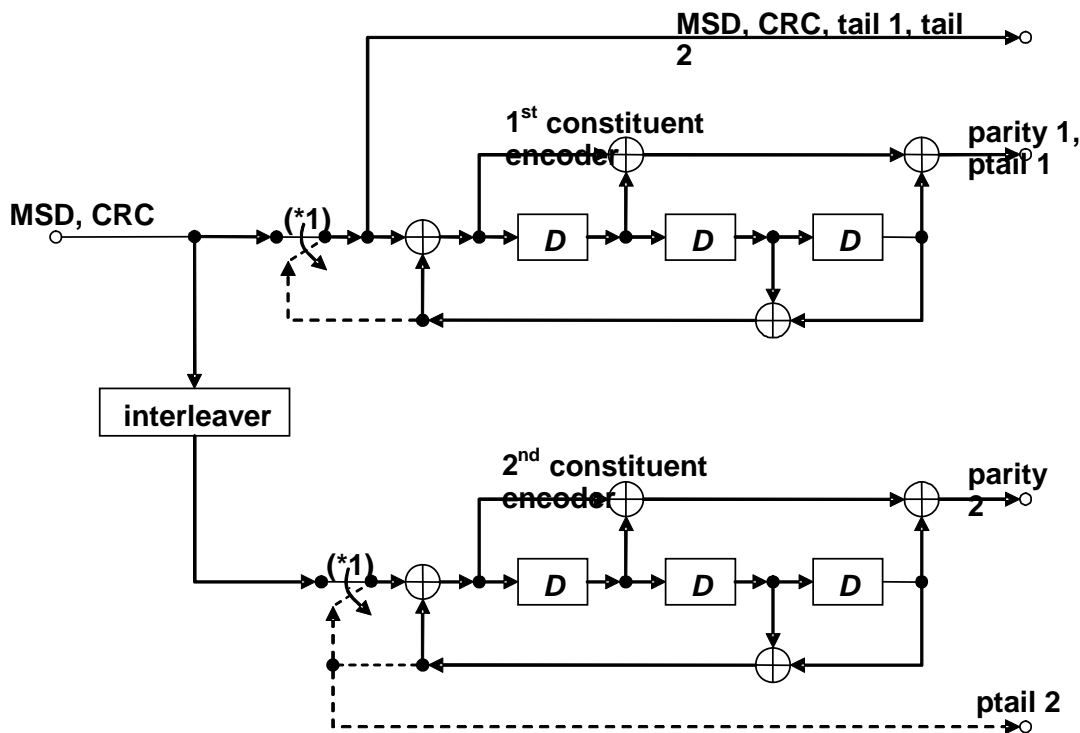 MSD, CRC, tail 1, tail
2
1st constituent
encoder
parity 1,
ptail 1
MSD, CRC
(*1)
D
D
D
interleaver
2nd constituent
encoder
parity
2
(*1)
D
D
D
ptail 2